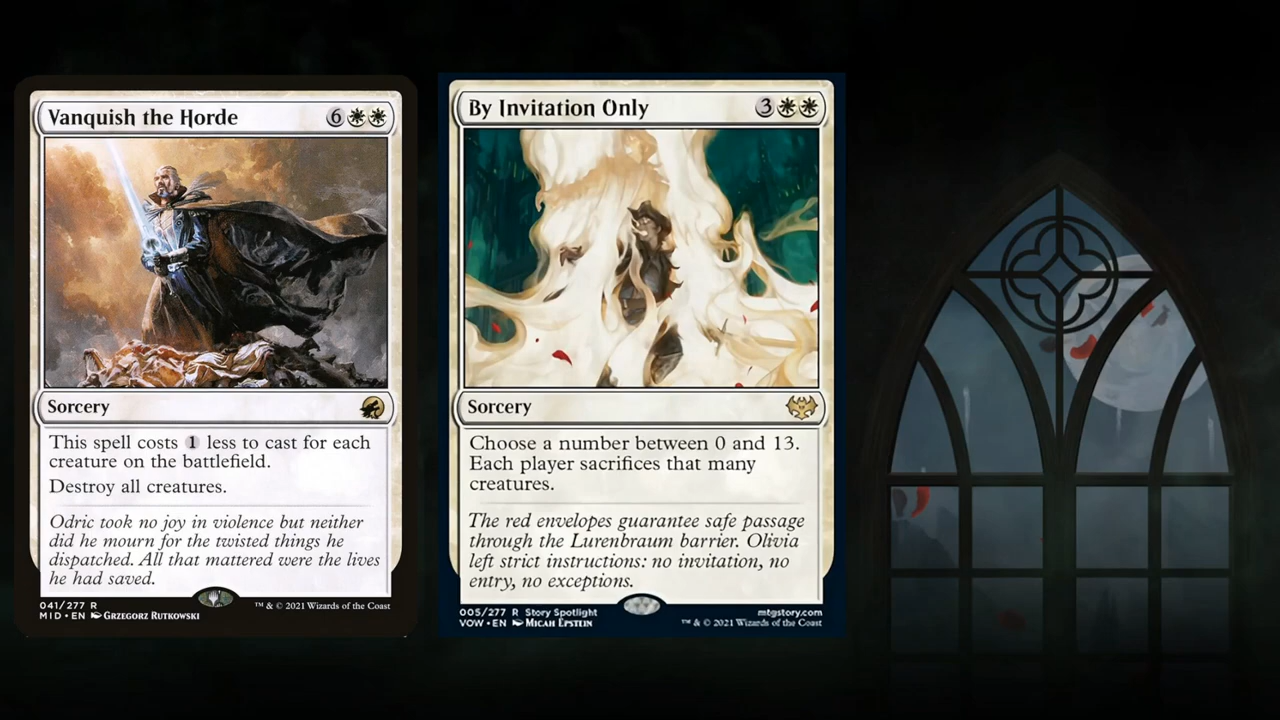 Vanquish the Horde
6
Sorcery
This spell costs 1 less to cast for each
creature on the battlefield.
Destroy all creatures.
Odric took no joy in violence but neither
did he mourn for the twisted things he
dispatched. All that mattered were the lives
he had saved.
041/277 R
MID • EN GRZEGORZ RUTKOWSKI
™ & © 2021 Wizards of the Coast
By Invitation Only
3
Sorcery
Choose a number between 0 and 13.
Each player sacrifices that many
creatures.
The red envelopes guarantee safe passage
through the Lurenbraum barrier. Olivia
left strict instructions: no invitation, no
entry, no exceptions.
005/277 R Story Spotlight
VOW • EN MICAH EPSTEIN
mtgstory.com
™ & © 2021 Wizards of the Coast